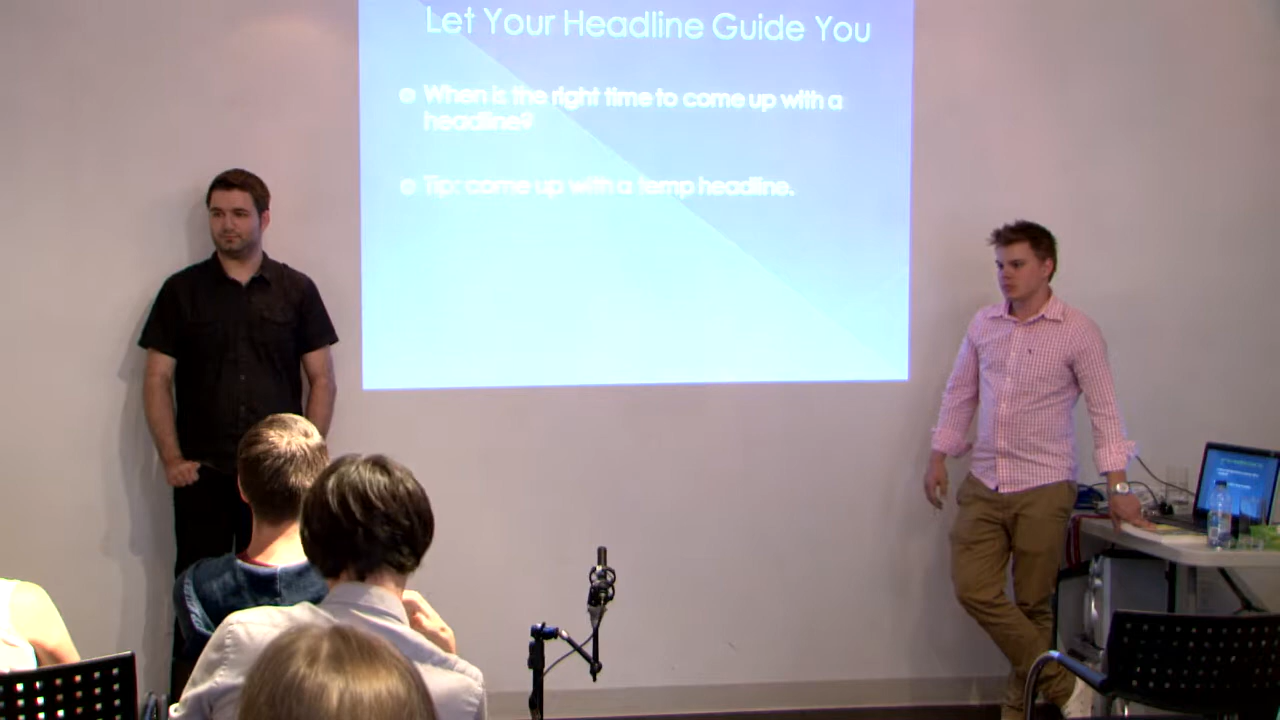 Let Your Headline Guide You
When is the right time to come up with a
headline?
Tip: come up with a temp headline.